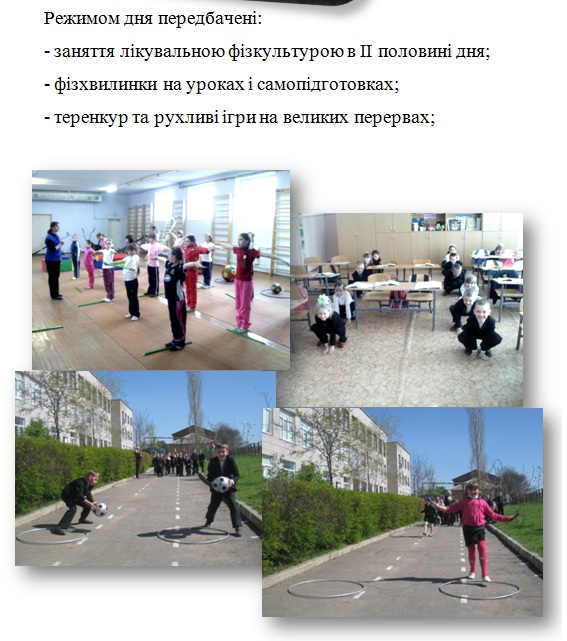 Режимом дня передбачені:
- заняття лікувальною фізкультурою в ІІ половині дня;
- фізхвилинки на уроках і самопідготовках;
- теренкур та рухливі ігри на великих перервах;